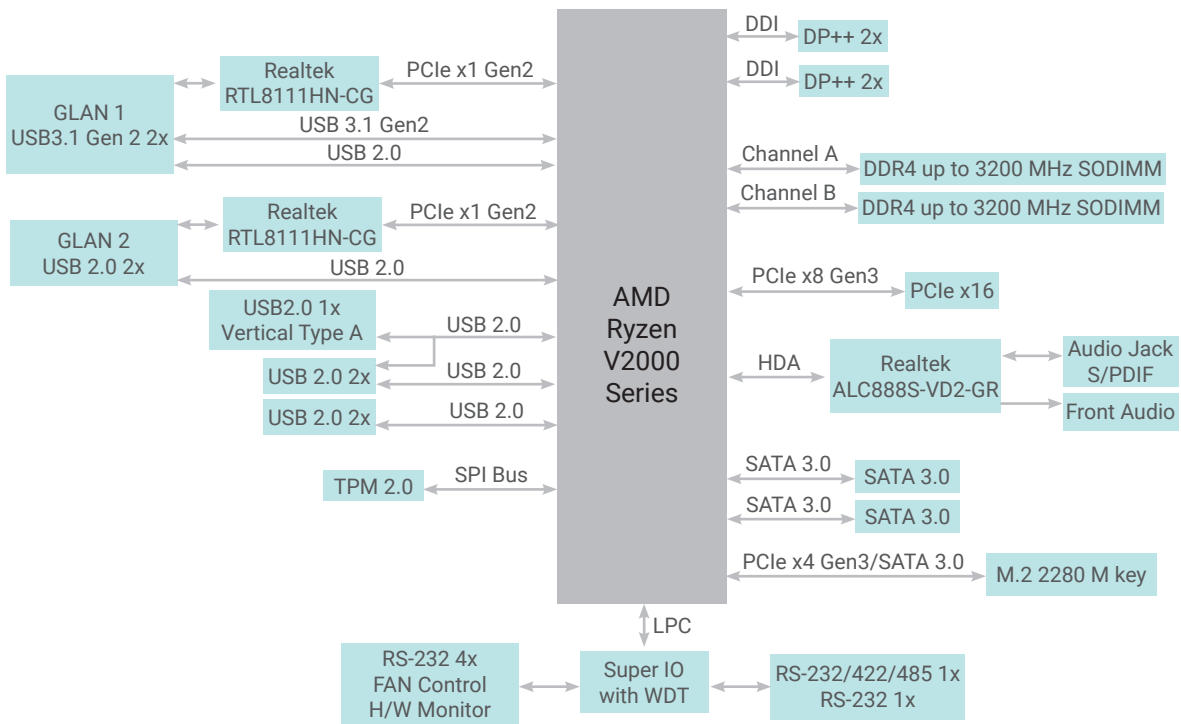 DDI
DP++ 2x
DDI
DP++ 2x
Realtek
RTL8111HN-CG
PCIe x1 Gen2
GLAN 1
USB3.1 Gen 2 2x
USB 3.1 Gen2
USB 2.0
Channel A
DDR4 up to 3200 MHz SODIMM
Channel B
DDR4 up to 3200 MHz SODIMM
Realtek
RTL8111HN-CG
PCIe x1 Gen2
GLAN 2
USB 2.0 2x
USB 2.0
PCIe x8 Gen3
PCIe x16
AMD
Ryzen
V2000
Series
USB2.0 1x
Vertical Type A
USB 2.0
USB 2.0 2x
USB 2.0
USB 2.0 2x
USB 2.0
HDA
Realtek
ALC888S-VD2-GR
Audio Jack
S/PDIF
Front Audio
TPM 2.0
SPI Bus
SATA 3.0
SATA 3.0
SATA 3.0
SATA 3.0
PCIe x4 Gen3/SATA 3.0
M.2 2280 M key
LPC
RS-232 4x
FAN Control
H/W Monitor
Super IO
with WDT
RS-232/422/485 1x
RS-232 1x